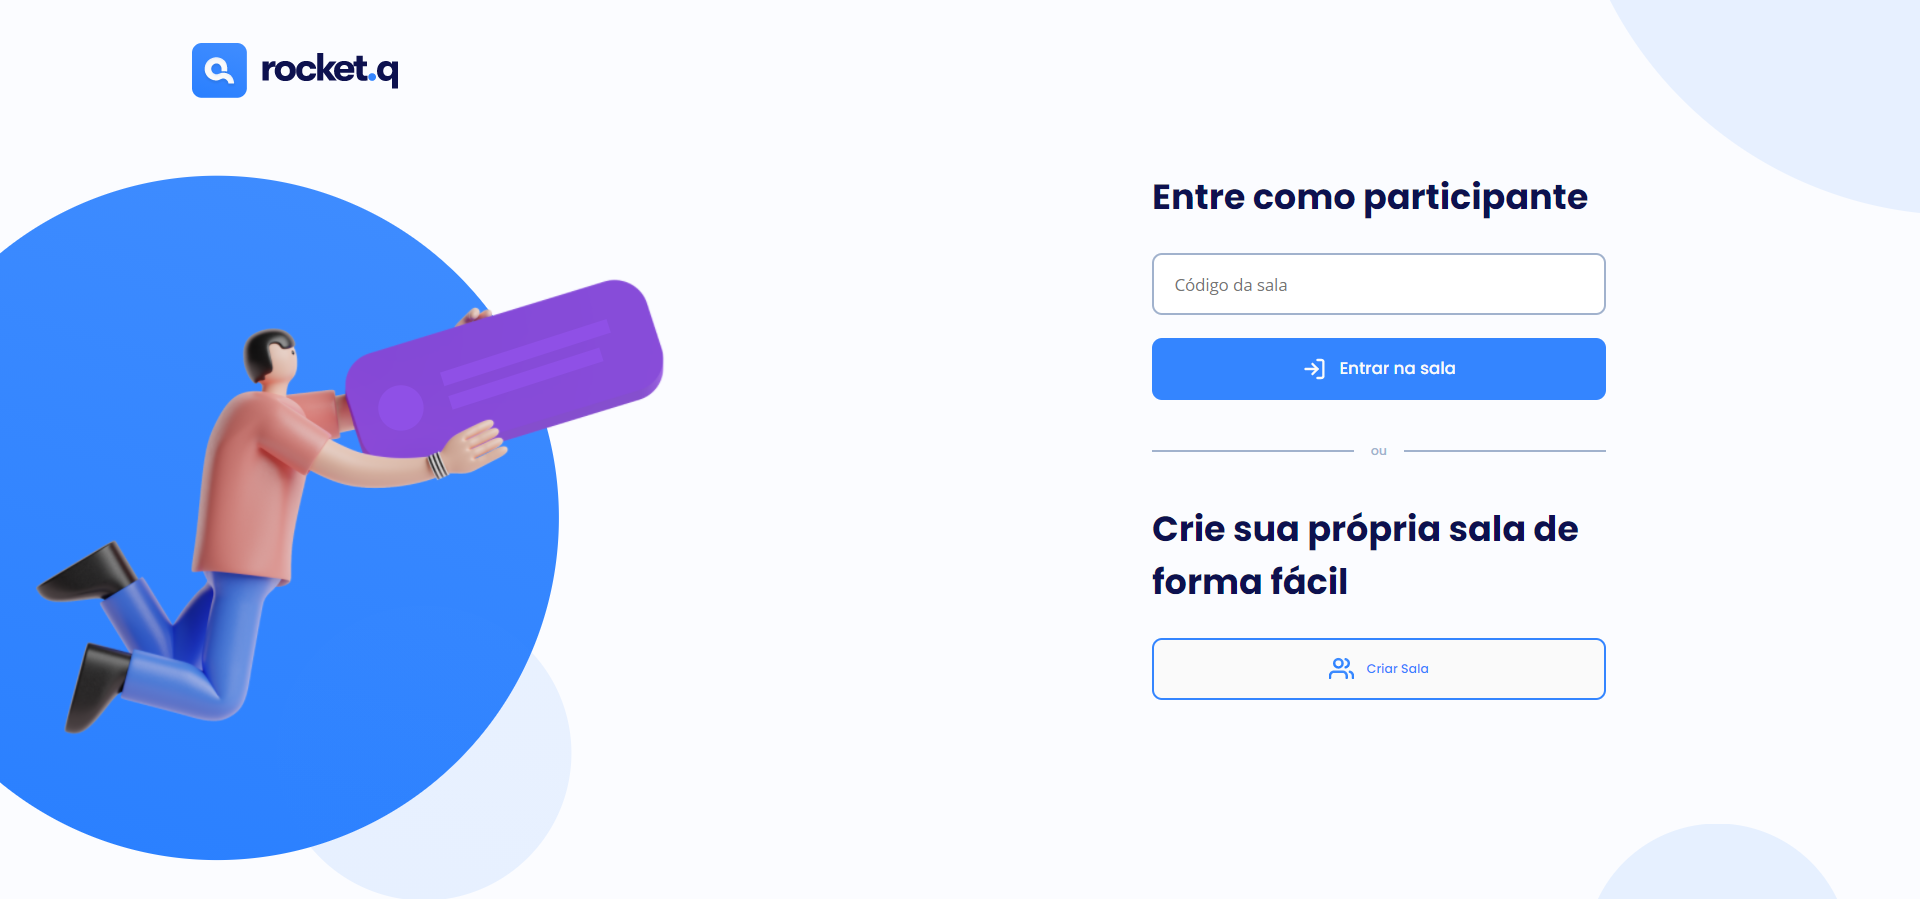 rocket.q
Entre como participante
Código da sala
Entrar na sala
ou
Crie sua própria sala de
forma fácil
Criar Sala